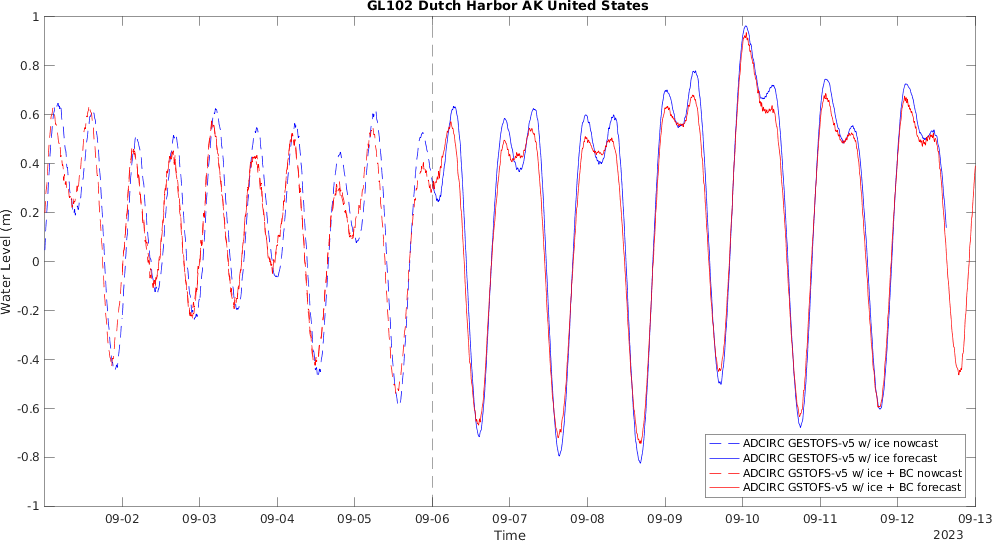 GL102 Dutch Harbor AK United States
Water Level (m)
1
0.8
0.6
0.4
0.2
0
-0.2
-0.4
-0.6
-0.8
-1
ADCIRC GESTOFS-v5 w/ ice nowcast
ADCIRC GESTOFS-v5 w/ ice forecast
ADCIRC GSTOFS-v5 w/ ice + BC nowcast
ADCIRC GSTOFS-v5 w/ ice + BC forecast
09-02 09-03 09-04 09-05 09-06 09-07 09-08 09-09 09-10 09-11 09-12 09-13
Time
2023